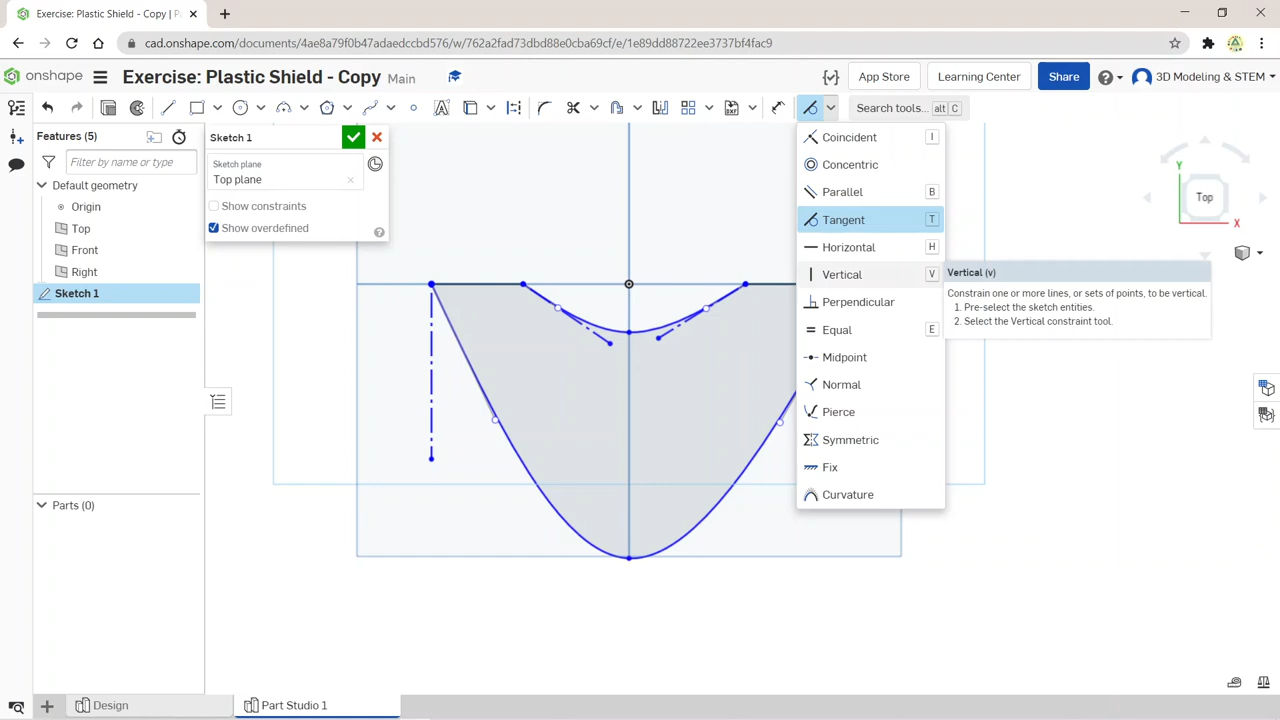 Exercise: Plastic Shield - Copy | P
cad.onshape.com/documents/4ae8a79f0b47adaedccbd576/w/762a2fad73dbd88e0cba69cf/e/1e89dd88722ee3737bf4fac9
onshape
Exercise: Plastic Shield - Copy Main
App Store
Learning Center
Share
3D Modeling & STEM
Search tools... alt C
Features (5)
Filter by name or type
Default geometry
Origin
Top
Front
Right
Sketch 1
Parts (0)
Sketch 1
Sketch plane
Top plane
Show constraints
Show overdefined
Coincident I
Concentric
Parallel B
Tangent T
Horizontal H
Vertical V
Perpendicular
Equal E
Midpoint
Normal
Pierce
Symmetric
Fix
Curvature
Vertical (v)
Constrain one or more lines, or sets of points, to be vertical.
1. Pre-select the sketch entities.
2. Select the Vertical constraint tool.
Y
Top
X
Design
Part Studio 1